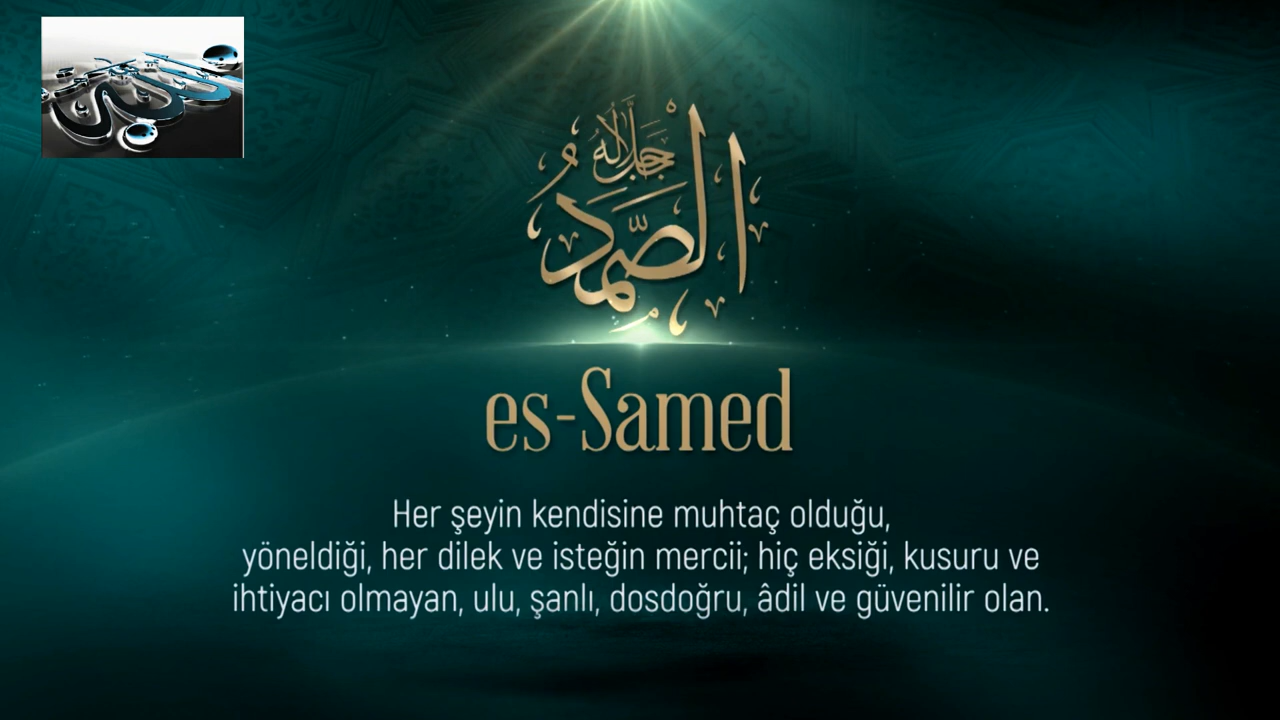 جل جلاله
الصَّمَدُ
es-Samed
Her şeyin kendisine muhtaç olduğu,
yöneldiği, her dilek ve isteğin mercii; hiç eksiği, kusuru ve
ihtiyacı olmayan, ulu, şanlı, dosdoğru, âdil ve güvenilir olan.